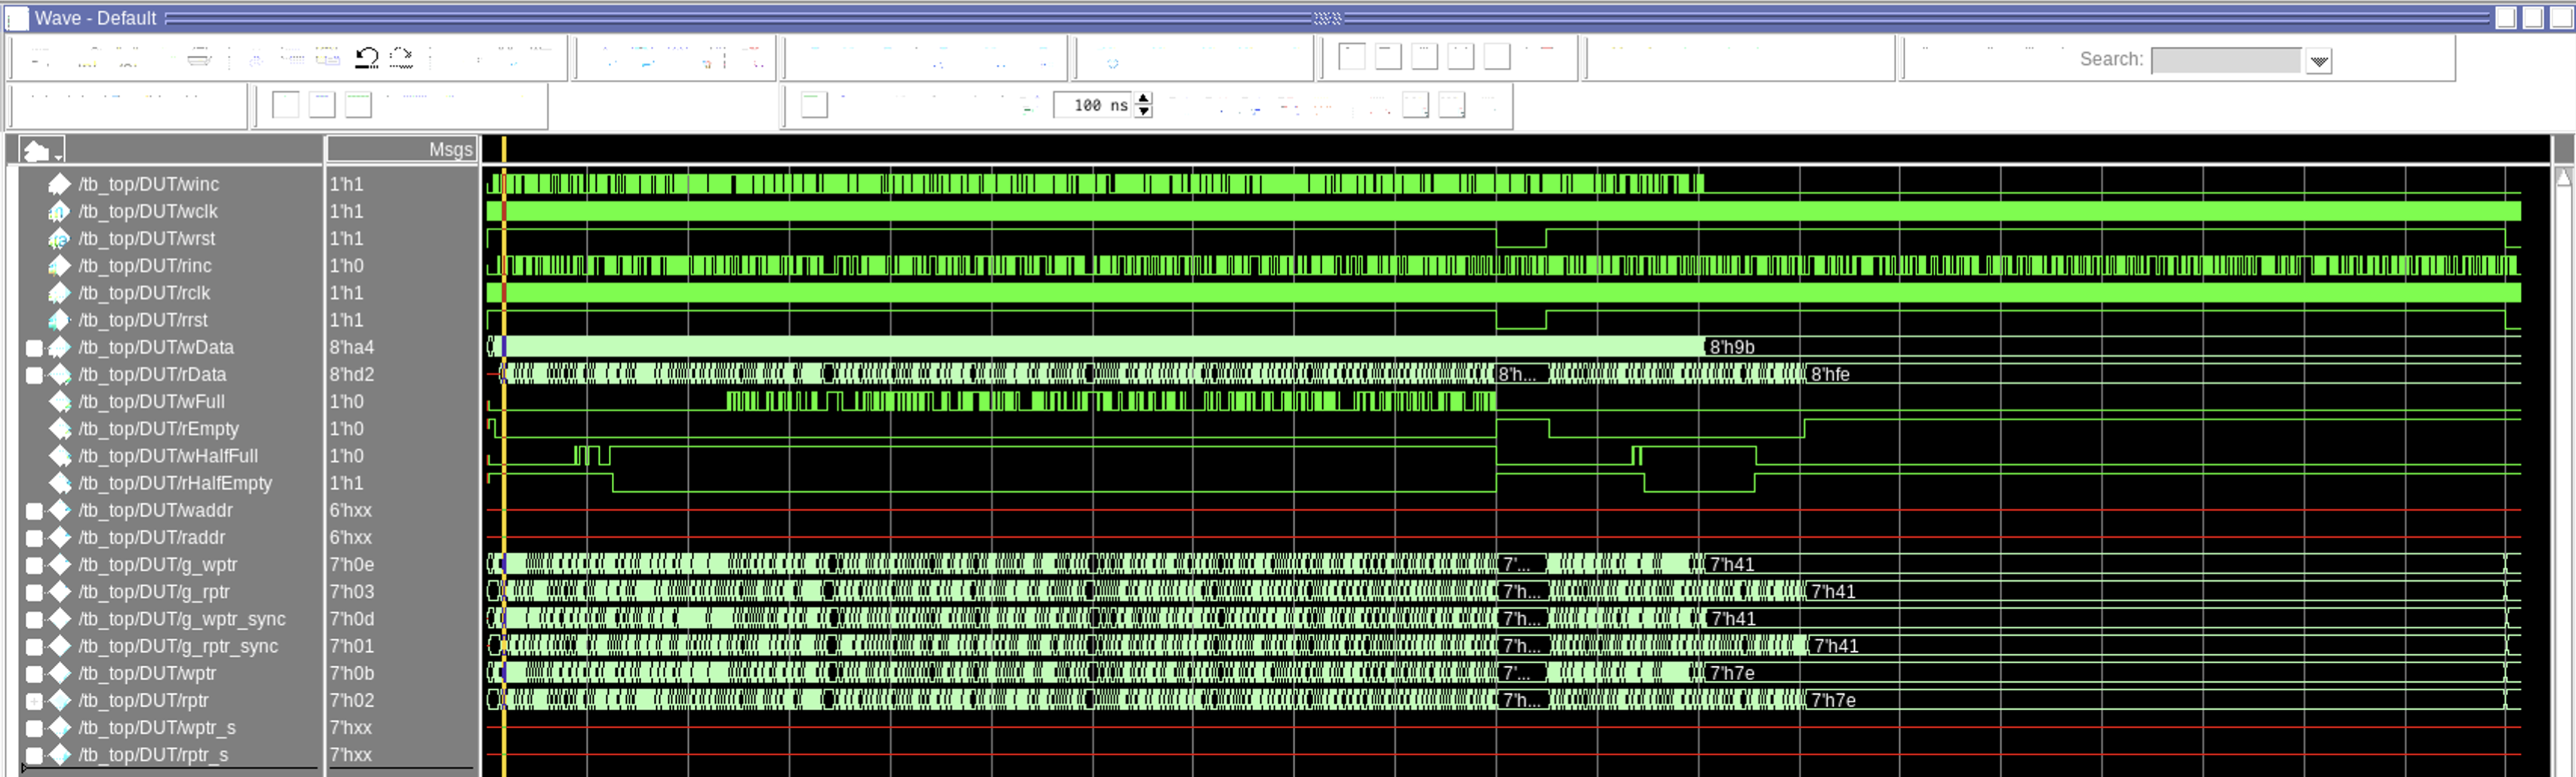 Wave - Default
Search:
100 ns
Msgs
/tb_top/DUT/winc 1'h1
/tb_top/DUT/wclk 1'h1
/tb_top/DUT/wrst 1'h1
/tb_top/DUT/rinc 1'h0
/tb_top/DUT/rclk 1'h1
/tb_top/DUT/rrst 1'h1
/tb_top/DUT/wData 8'ha4 8'h9b
/tb_top/DUT/rData 8'hd2 8'h... 8'hfe
/tb_top/DUT/wFull 1'h0
/tb_top/DUT/rEmpty 1'h0
/tb_top/DUT/wHalfFull 1'h0
/tb_top/DUT/rHalfEmpty 1'h1
/tb_top/DUT/waddr 6'hxx
/tb_top/DUT/raddr 6'hxx
/tb_top/DUT/g_wptr 7'h0e 7'... 7'h41
/tb_top/DUT/g_rptr 7'h03 7'h... 7'h41
/tb_top/DUT/g_wptr_sync 7'h0d 7'h... 7'h41
/tb_top/DUT/g_rptr_sync 7'h01 7'h... 7'h41
/tb_top/DUT/wptr 7'h0b 7'... 7'h7e
/tb_top/DUT/rptr 7'h02 7'h... 7'h7e
/tb_top/DUT/wptr_s 7'hxx
/tb_top/DUT/rptr_s 7'hxx